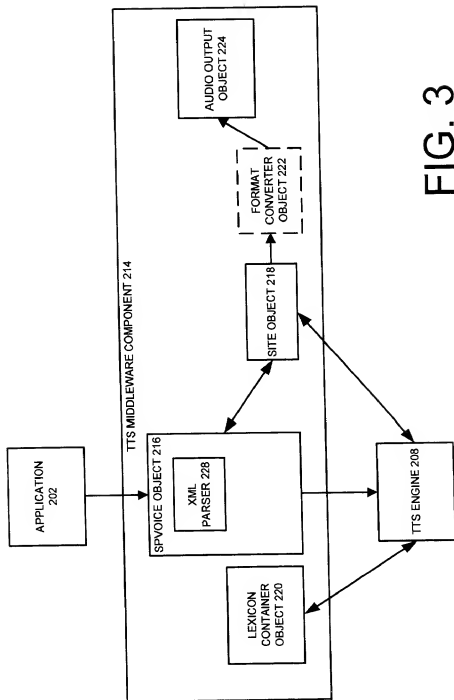 APPLICATION
202
TTS MIDDLEWARE COMPONENT 214
SPVOICE OBJECT 216
XML
PARSER 228
LEXICON
CONTAINER
OBJECT 220
SITE OBJECT 218
FORMAT
CONVERTER
OBJECT 222
AUDIO OUTPUT
OBJECT 224
TTS ENGINE 208
FIG. 3